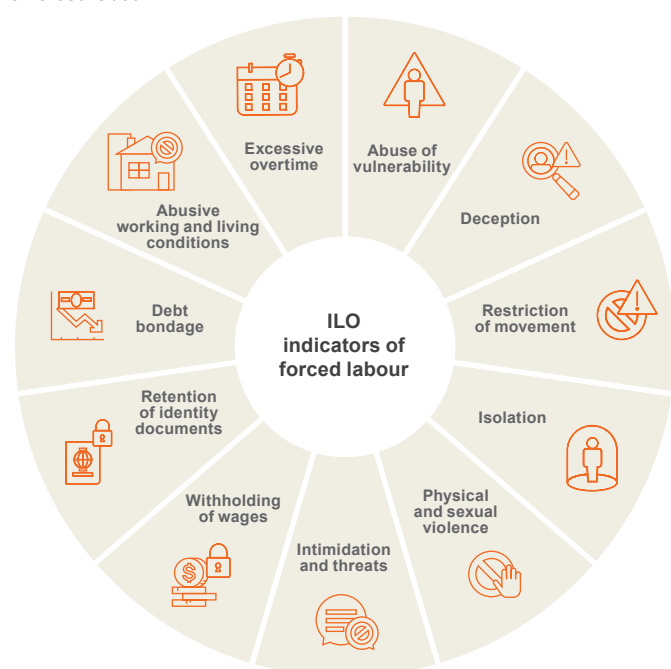 ILO
indicators of
forced labour
Abuse of
vulnerability
Deception
Restriction
of movement
Isolation
Physical
and sexual
violence
Intimidation
and threats
Withholding
of wages
Retention
of identity
documents
Debt
bondage
Abusive
working and living
conditions
Excessive
overtime
$